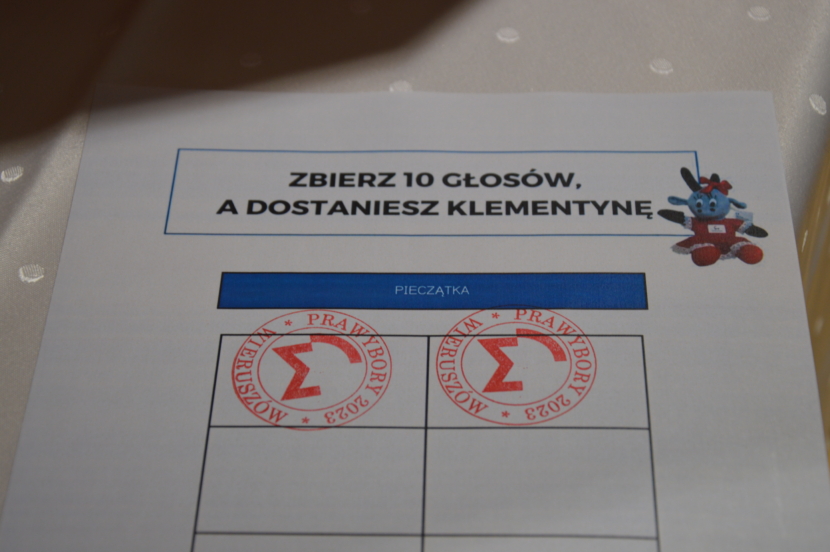 ZBIERZ 10 GŁOSÓW,
A DOSTANIESZ KLEMENTYNĘ
PIECZĄTKA
WIERUSZÓW * PRAWYBORY 2023 *
WIERUSZÓW * PRAWYBORY 2023 *